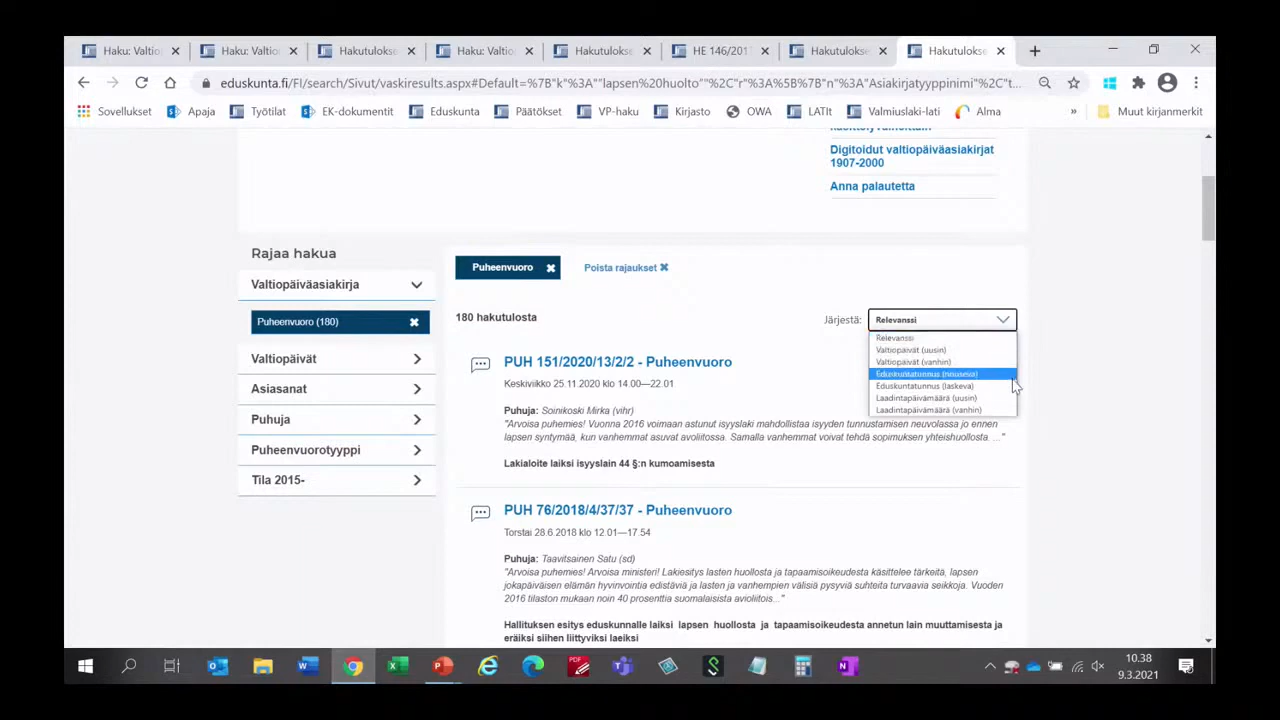 Haku: Valtio
Haku: Valtio
Hakutulokse
Haku: Valtio
Hakutulokse
HE 146/201
Hakutulokse
Hakutulokse
eduskunta.fi/FI/search/Sivut/vaskiresults.aspx#Default=%7B"k"%3A""lapsen%20huolto""%2C"r"%3A%5B%7B"n"%3A"Asiakirjatyyppinimi"%2C"t...
Sovellukset Apaja Työtilat EK-dokumentit Eduskunta Päätökset VP-haku Kirjasto OWA LATIt Valmiuslaki-lati Alma » Muut kirjanmerkit
Digitoidut valtiopäiväasiakirjat
1907-2000
Anna palautetta
Rajaa hakua
Valtiopäiväasiakirja
Puheenvuoro (180)
Valtiopäivät
Asiasanat
Puhuja
Puheenvuorotyyppi
Tila 2015-
Puheenvuoro
Poista rajaukset
180 hakutulosta
Järjestä: Relevanssi
Relevanssi
Valtiopäivät (uusin)
Valtiopäivät (vanhin)
Eduskuntatunnus (nouseva)
Eduskuntatunnus (laskeva)
Laadintapäivämäärä (uusin)
Laadintapäivämäärä (vanhin)
PUH 151/2020/13/2/2 - Puheenvuoro
Keskiviikko 25.11.2020 klo 14.00—22.01
Puhuja: Soinikoski Mirka (vihr)
"Arvoisa puhemies! Vuonna 2016 voimaan astunut isyyslaki mahdollistaa isyyden tunnustamisen neuvolassa jo ennen
lapsen syntymää, kun vanhemmat asuvat avoliitossa. Samalla vanhemmat voivat tehdä sopimuksen yhteishuollosta. ..."
Lakialoite laiksi isyyslain 44 §:n kumoamisesta
PUH 76/2018/4/37/37 - Puheenvuoro
Torstai 28.6.2018 klo 12.01—17.54
Puhuja: Taavitsainen Satu (sd)
"Arvoisa puhemies! Arvoisa ministeri! Lakiesitys lasten huollosta ja tapaamisoikeudesta käsittelee tärkeitä, lapsen
jokapäiväisen elämän hyvinvointia edistäviä ja lasten ja vanhempien välisiä pysyviä suhteita turvaavia seikkoja. Vuoden
2016 tilaston mukaan noin 40 prosenttia suomalaisista avioliitois..."
Hallituksen esitys eduskunnalle laiksi lapsen huollosta ja tapaamisoikeudesta annetun lain muuttamisesta ja
eräiksi siihen liittyviksi laeiksi
10.38
9.3.2021